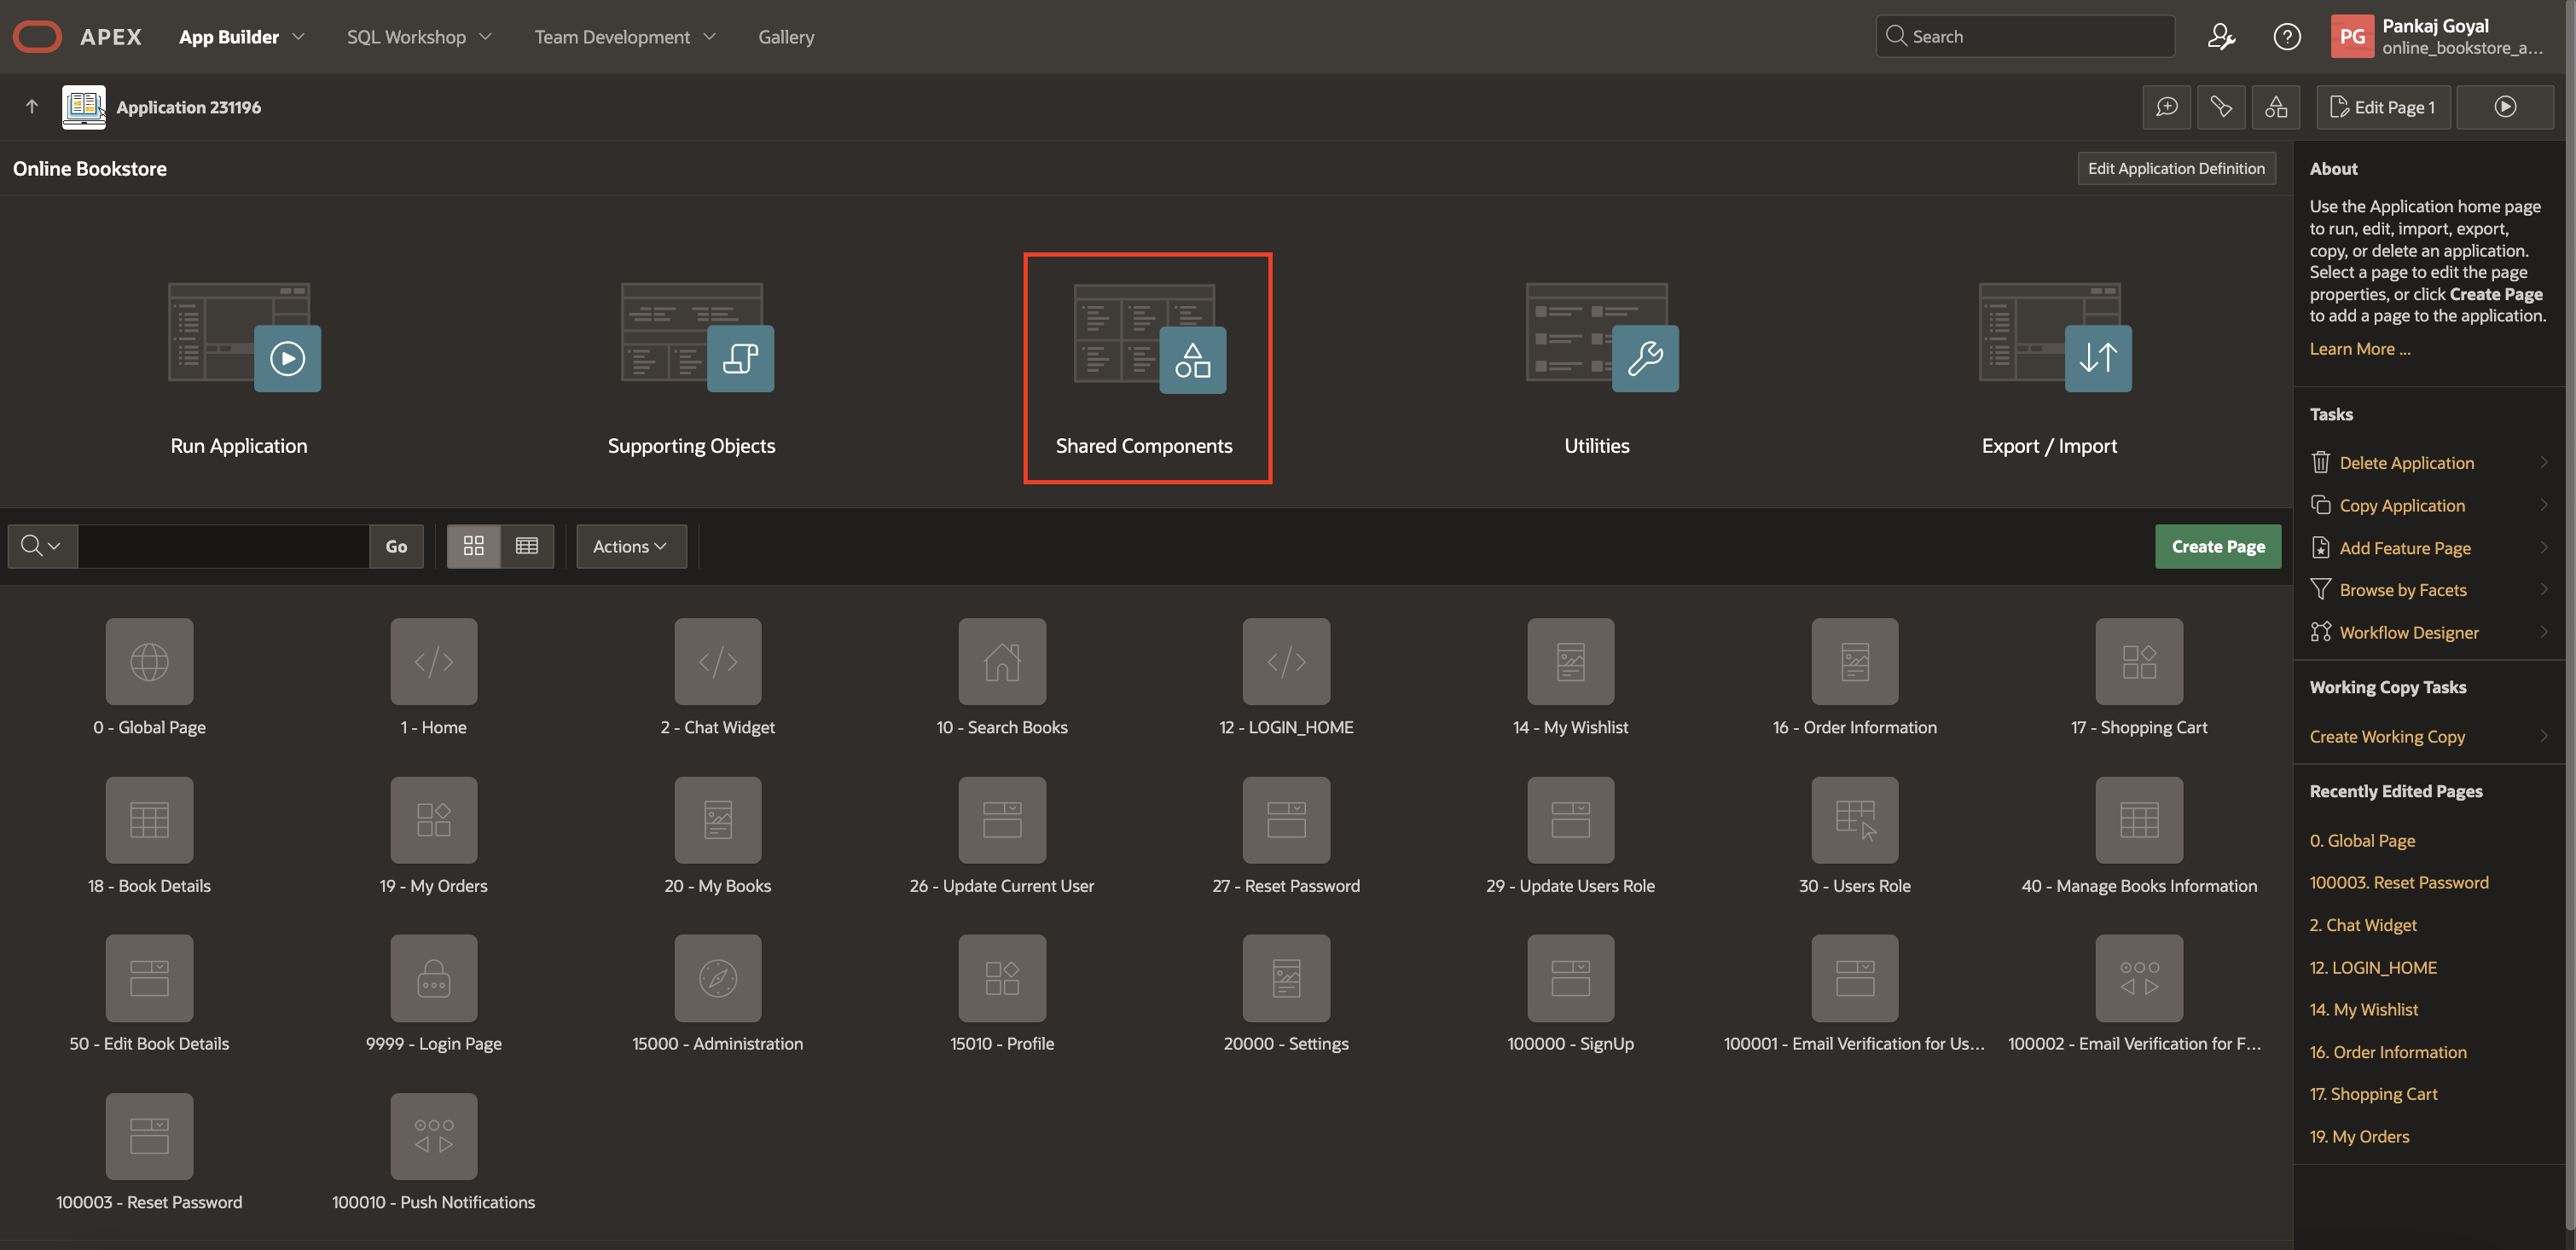 APEX
App Builder
SQL Workshop
Team Development
Gallery
Search
PG
Pankaj Goyal
online_bookstore_a...
Application 231196
Edit Page 1
Online Bookstore
Edit Application Definition
Run Application
Supporting Objects
Shared Components
Utilities
Export / Import
Go
Actions
Create Page
0 - Global Page
1 - Home
2 - Chat Widget
10 - Search Books
12 - LOGIN_HOME
14 - My Wishlist
16 - Order Information
17 - Shopping Cart
18 - Book Details
19 - My Orders
20 - My Books
26 - Update Current User
27 - Reset Password
29 - Update Users Role
30 - Users Role
40 - Manage Books Information
50 - Edit Book Details
9999 - Login Page
15000 - Administration
15010 - Profile
20000 - Settings
100000 - SignUp
100001 - Email Verification for Us...
100002 - Email Verification for F...
100003 - Reset Password
100010 - Push Notifications
About
Use the Application home page
to run, edit, import, export,
copy, or delete an application.
Select a page to edit the page
properties, or click Create Page
to add a page to the application.
Learn More ...
Tasks
Delete Application
Copy Application
Add Feature Page
Browse by Facets
Workflow Designer
Working Copy Tasks
Create Working Copy
Recently Edited Pages
0. Global Page
100003. Reset Password
2. Chat Widget
12. LOGIN_HOME
14. My Wishlist
16. Order Information
17. Shopping Cart
19. My Orders